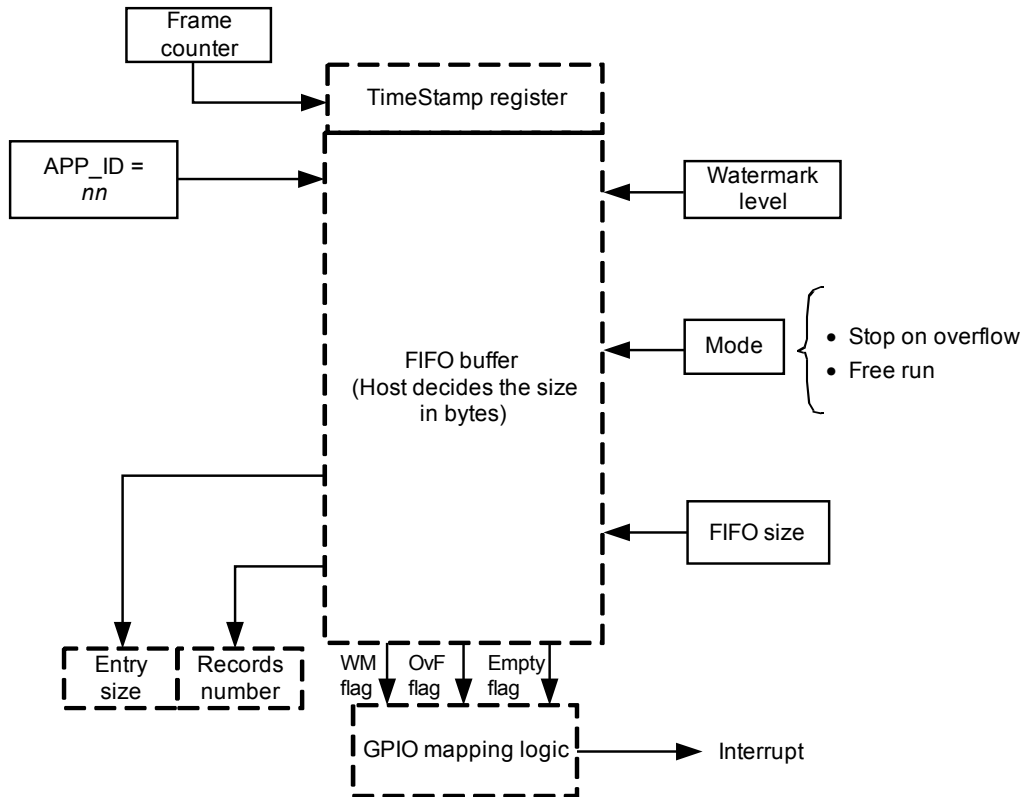 Frame
counter
TimeStamp register
APP_ID =
nn
Watermark
level
Mode
• Stop on overflow
• Free run
FIFO buffer
(Host decides the size
in bytes)
FIFO size
Entry
size
Records
number
WM
flag
OvF
flag
Empty
flag
GPIO mapping logic
Interrupt